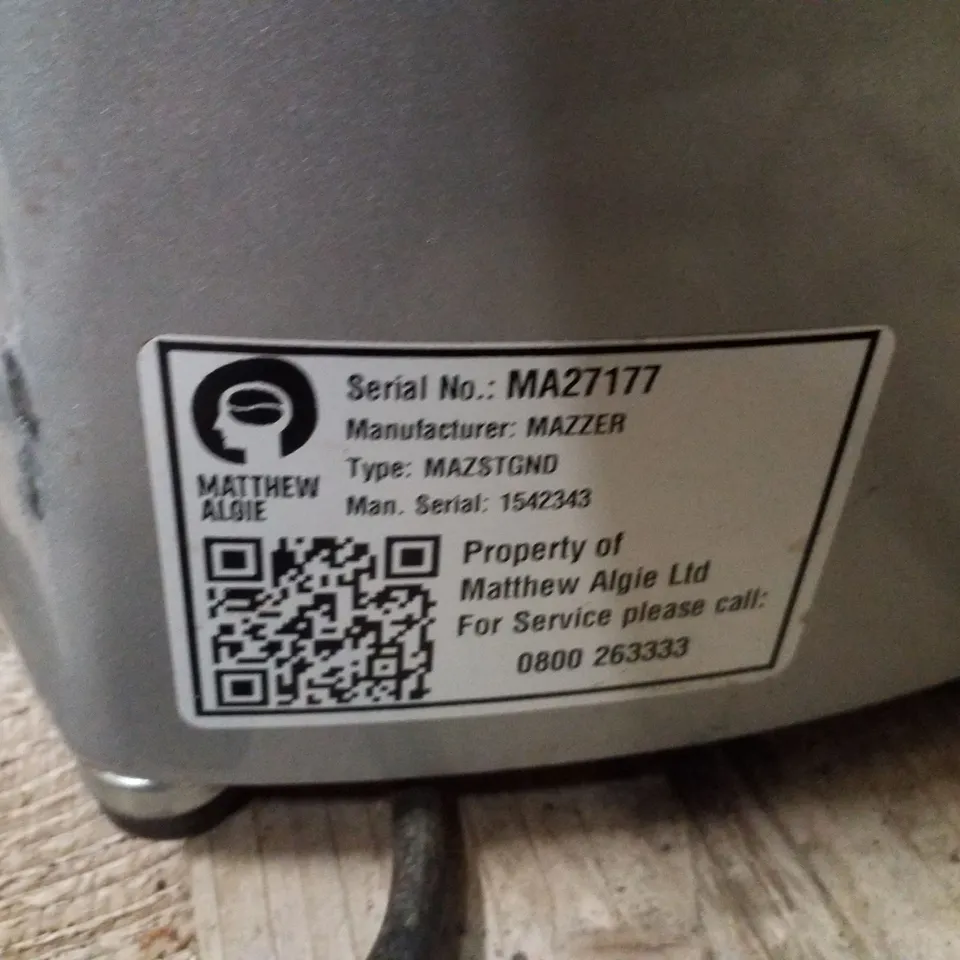 Serial No.: MA27177
Manufacturer: MAZZER
Type: MAZSTGND
Man. Serial: 1542343
MATTHEW
ALGIE
Property of
Matthew Algie Ltd
For Service please call:
0800 263333